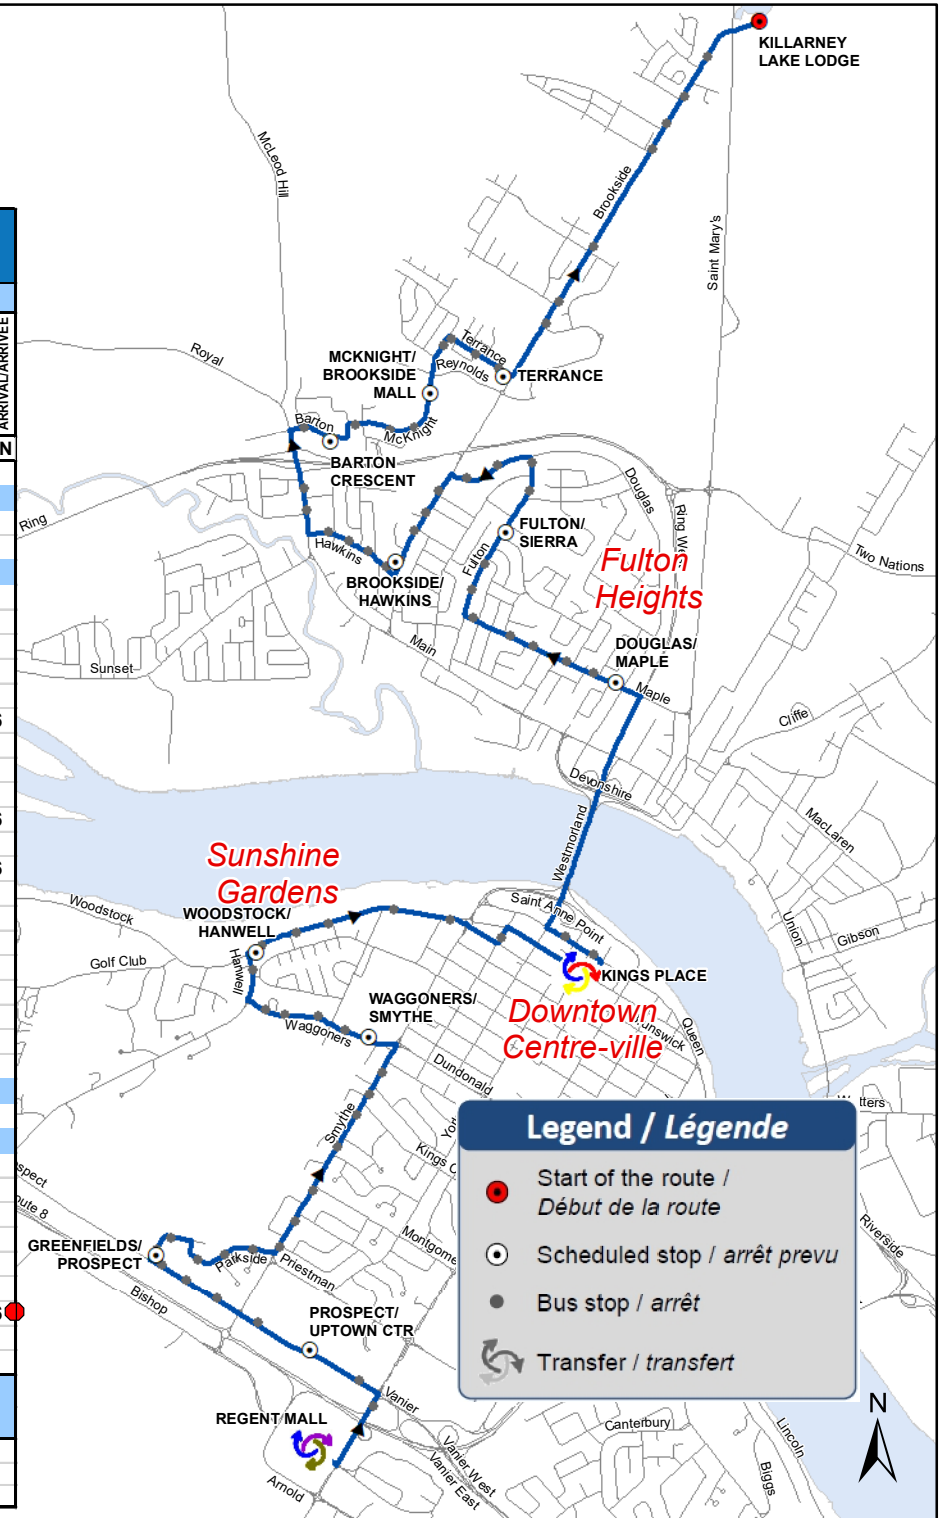 KILLARNEY
LAKE LODGE
McLeod Hill
Brookside
Saint Mary's
ARRIVAL/ARRIVÉE
N
Royal
MCKNIGHT/
BROOKSIDE
MALL
Terrance
Reynolds
TERRANCE
Barton
McKnight
BARTON
CRESCENT
Ring
Hawkins
BROOKSIDE/
HAWKINS
Fulton
FULTON/
SIERRA
Douglas
Two Nations
Fulton
Heights
Main
Sunset
DOUGLAS/
MAPLE
Maple
Cliffe
Devonshire
MacLaren
Westmorland
Sunshine
Gardens
Woodstock
WOODSTOCK/
HANWELL
Saint Anne Point
Union
Gibson
Golf Club
Hanwell
KINGS PLACE
WAGGONERS/
SMYTHE
Downtown
Centre-ville
Waggoners
Queen
Dundonald
Smythe
Legend / Légende
Start of the route /
Début de la route
Scheduled stop / arrêt prevu
Bus stop / arrêt
Transfer / transfert
Riverside
GREENFIELDS/
PROSPECT
Parkside
Priestman
Bishop
PROSPECT/
UPTOWN CTR
Vanier
REGENT MALL
Vanier West
Vanier East
Arnold
Canterbury
Biggs
Lincoln
N